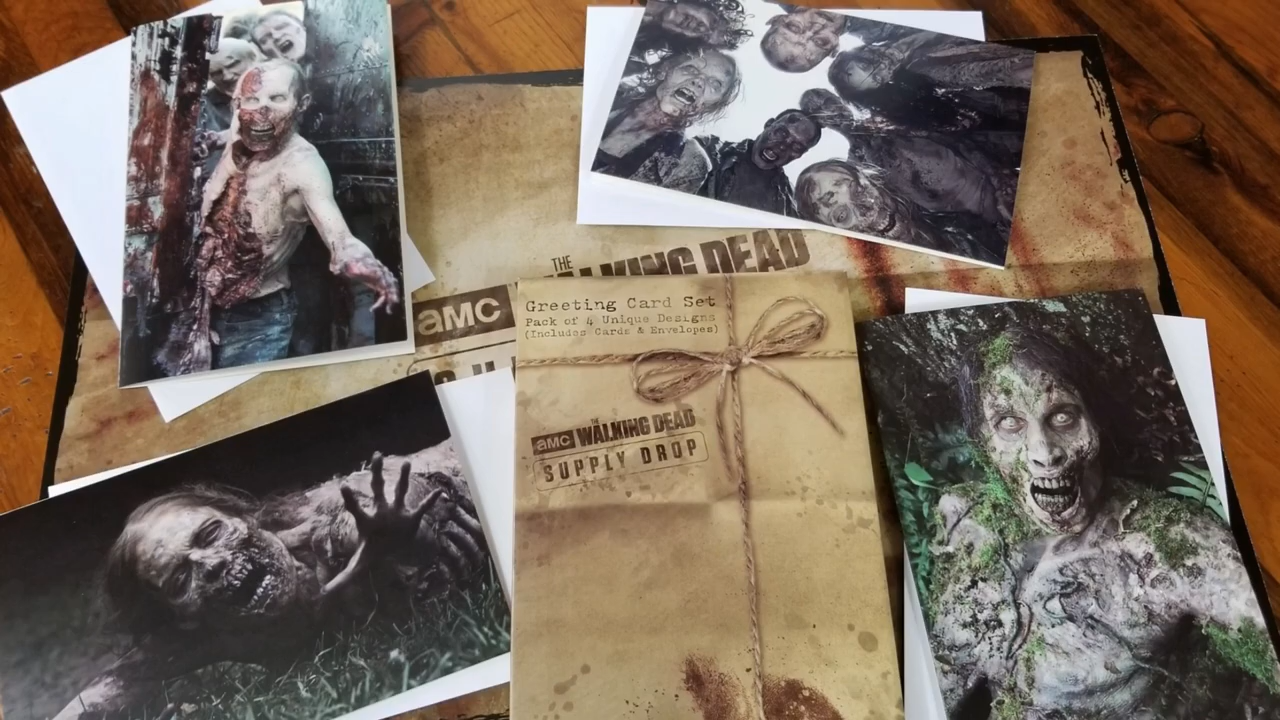 THE
WALKING DEAD
AMC
Greeting Card Set
Pack of 4 Unique Designs
(Includes Cards & Envelopes)
THE
AMC WALKING DEAD
SUPPLY DROP